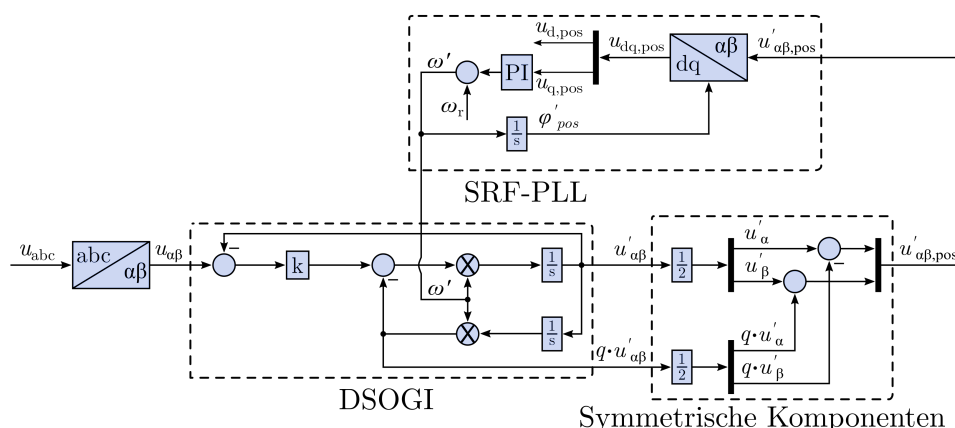 u_d,pos
u_dq,pos
αβ
u'_αβ,pos
ω'
PI
dq
u_q,pos
ω_r
1/s
φ'_pos
SRF-PLL
u_abc
abc
αβ
u_αβ
−
k
−
ω'
1/s
1/s
u'_αβ
q·u'_αβ
DSOGI
1/2
u'_α
u'_β
−
u'_αβ,pos
1/2
q·u'_α
q·u'_β
Symmetrische Komponenten